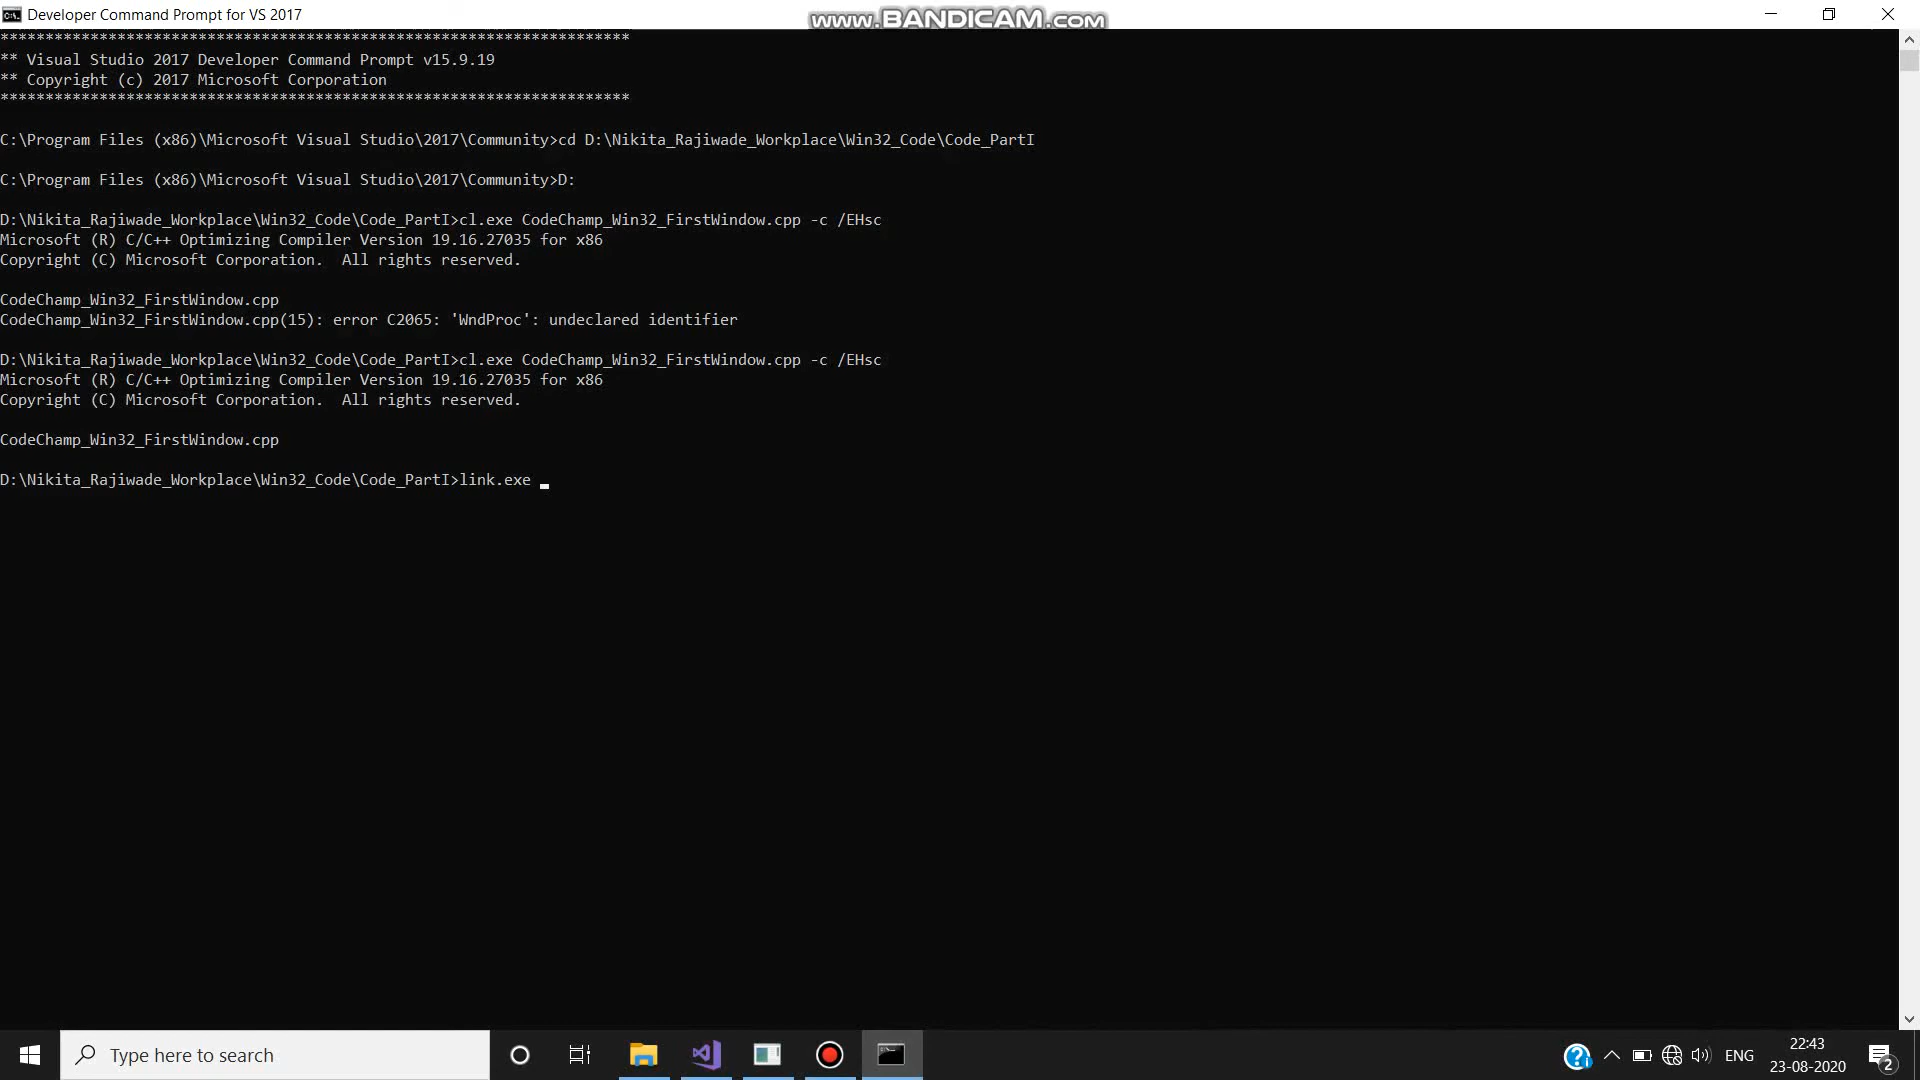 Developer Command Prompt for VS 2017
www.BANDICAM.com
**********************************************************************
** Visual Studio 2017 Developer Command Prompt v15.9.19
** Copyright (c) 2017 Microsoft Corporation
**********************************************************************
C:\Program Files (x86)\Microsoft Visual Studio\2017\Community>cd D:\Nikita_Rajiwade_Workplace\Win32_Code\Code_PartI
C:\Program Files (x86)\Microsoft Visual Studio\2017\Community>D:
D:\Nikita_Rajiwade_Workplace\Win32_Code\Code_PartI>cl.exe CodeChamp_Win32_FirstWindow.cpp -c /EHsc
Microsoft (R) C/C++ Optimizing Compiler Version 19.16.27035 for x86
Copyright (C) Microsoft Corporation.  All rights reserved.
CodeChamp_Win32_FirstWindow.cpp
CodeChamp_Win32_FirstWindow.cpp(15): error C2065: 'WndProc': undeclared identifier
D:\Nikita_Rajiwade_Workplace\Win32_Code\Code_PartI>cl.exe CodeChamp_Win32_FirstWindow.cpp -c /EHsc
Microsoft (R) C/C++ Optimizing Compiler Version 19.16.27035 for x86
Copyright (C) Microsoft Corporation.  All rights reserved.
CodeChamp_Win32_FirstWindow.cpp
D:\Nikita_Rajiwade_Workplace\Win32_Code\Code_PartI>link.exe _
Type here to search
ENG
22:43
23-08-2020
2